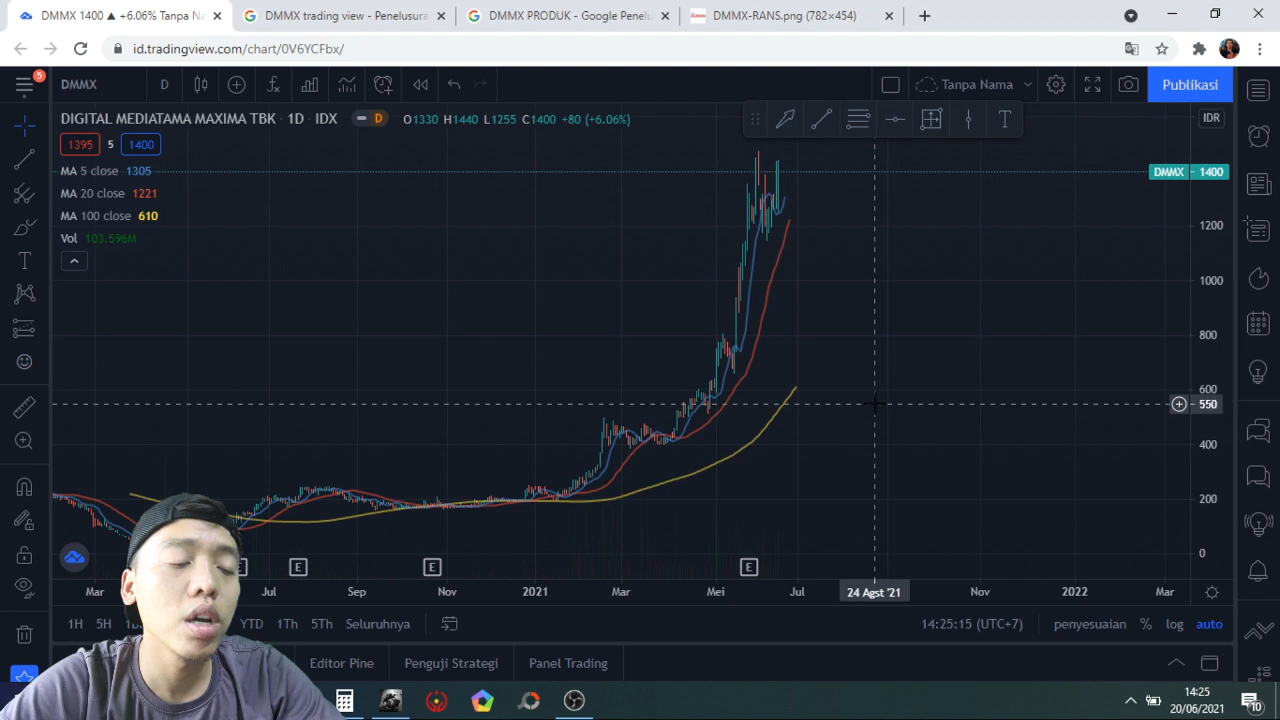 DMMX 1400 ▲ +6.06% Tanpa Na
DMMX trading view - Penelusura
DMMX PRODUK - Google Penelu
DMMX-RANS.png (782×454)
id.tradingview.com/chart/0V6YCFbx/
5
DMMX
D
Tanpa Nama
Publikasi
DIGITAL MEDIATAMA MAXIMA TBK · 1D · IDX
D
O1330 H1440 L1255 C1400 +80 (+6.06%)
IDR
1395
5
1400
MA 5 close 1305
MA 20 close 1221
MA 100 close 610
Vol 103.596M
DMMX 1400
1200
1000
800
600
550
400
200
0
E
E
E
E
Mar
Jul
Sep
Nov
2021
Mar
Mei
Jul
24 Agst '21
Nov
2022
Mar
1H
5H
YTD
1Th
5Th
Seluruhnya
14:25:15 (UTC+7)
penyesuaian
%
log
auto
Editor Pine
Penguji Strategi
Panel Trading
14:25
20/06/2021
10